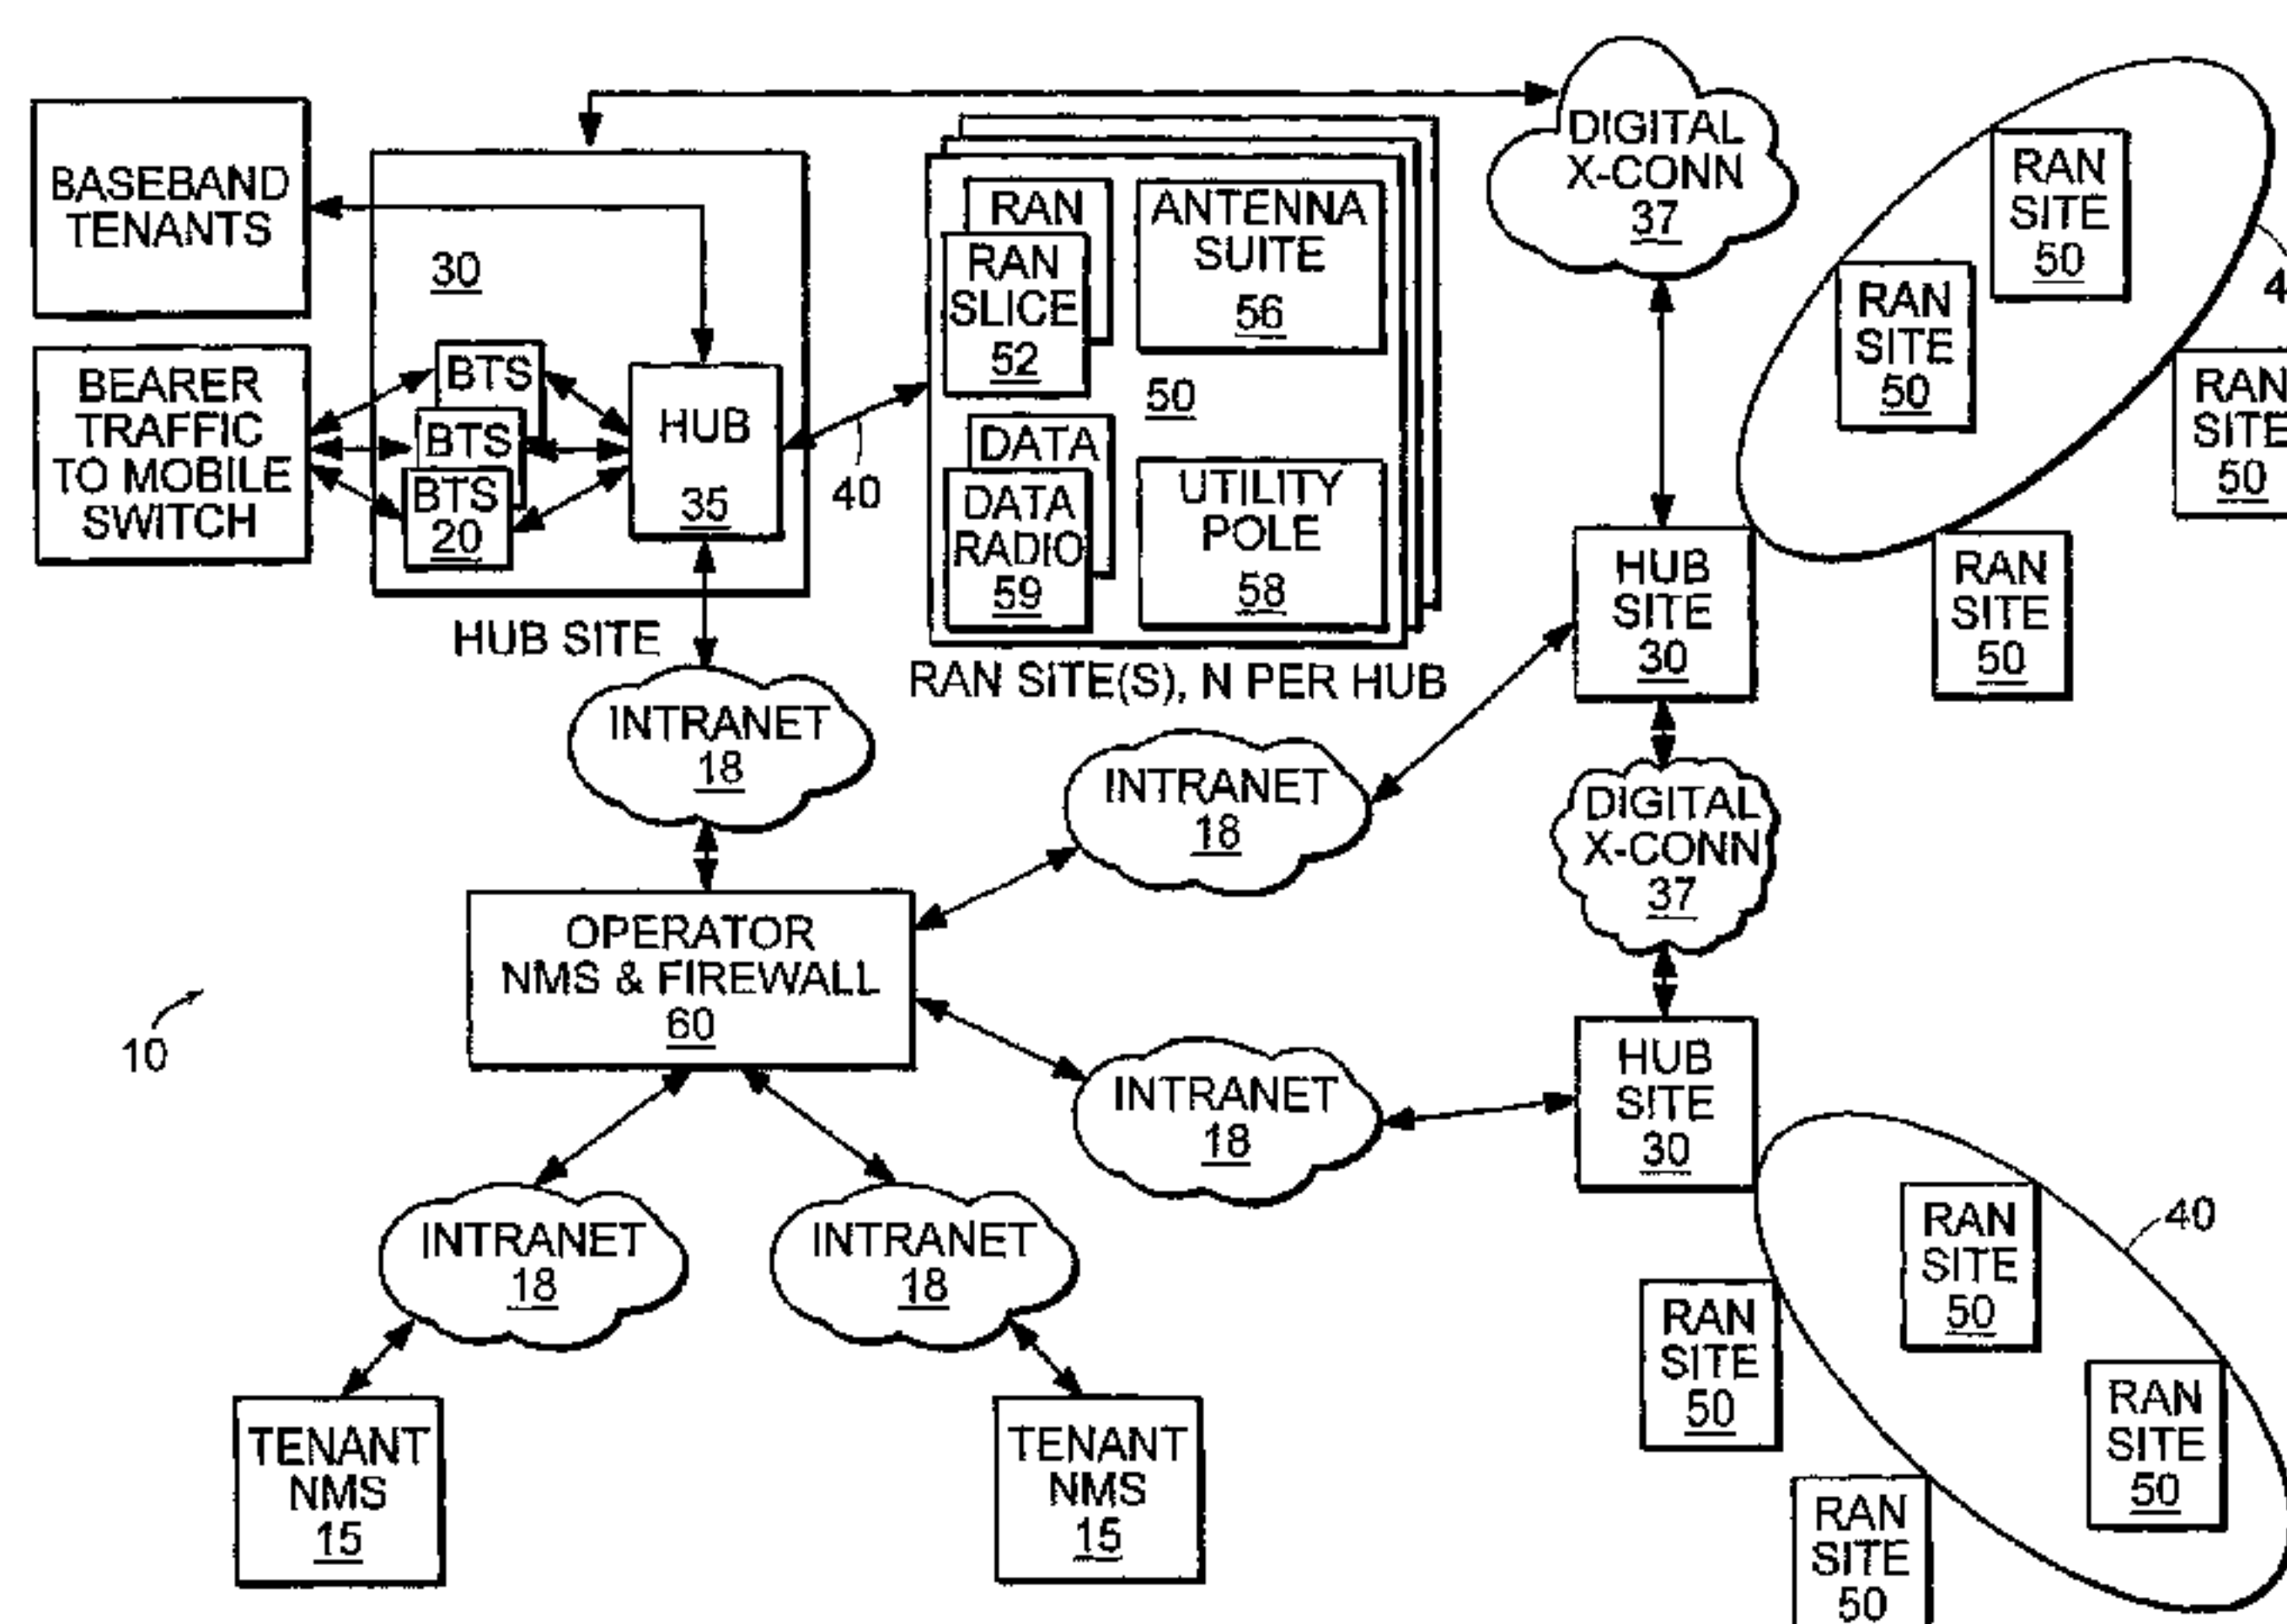 BASEBAND
TENANTS
BEARER
TRAFFIC
TO MOBILE
SWITCH
30
BTS
BTS
BTS
20
HUB
35
HUB SITE
40
RAN
RAN
SLICE
52
ANTENNA
SUITE
56
50
DATA
DATA
RADIO
59
UTILITY
POLE
58
RAN SITE(S), N PER HUB
DIGITAL
X-CONN
37
RAN
SITE
50
RAN
SITE
50
RAN
SITE
50
RAN
SITE
50
HUB
SITE
30
INTRANET
18
INTRANET
18
DIGITAL
X-CONN
37
OPERATOR
NMS & FIREWALL
60
10
INTRANET
18
HUB
SITE
30
INTRANET
18
INTRANET
18
RAN
SITE
50
40
RAN
SITE
50
RAN
SITE
50
RAN
SITE
50
TENANT
NMS
15
TENANT
NMS
15